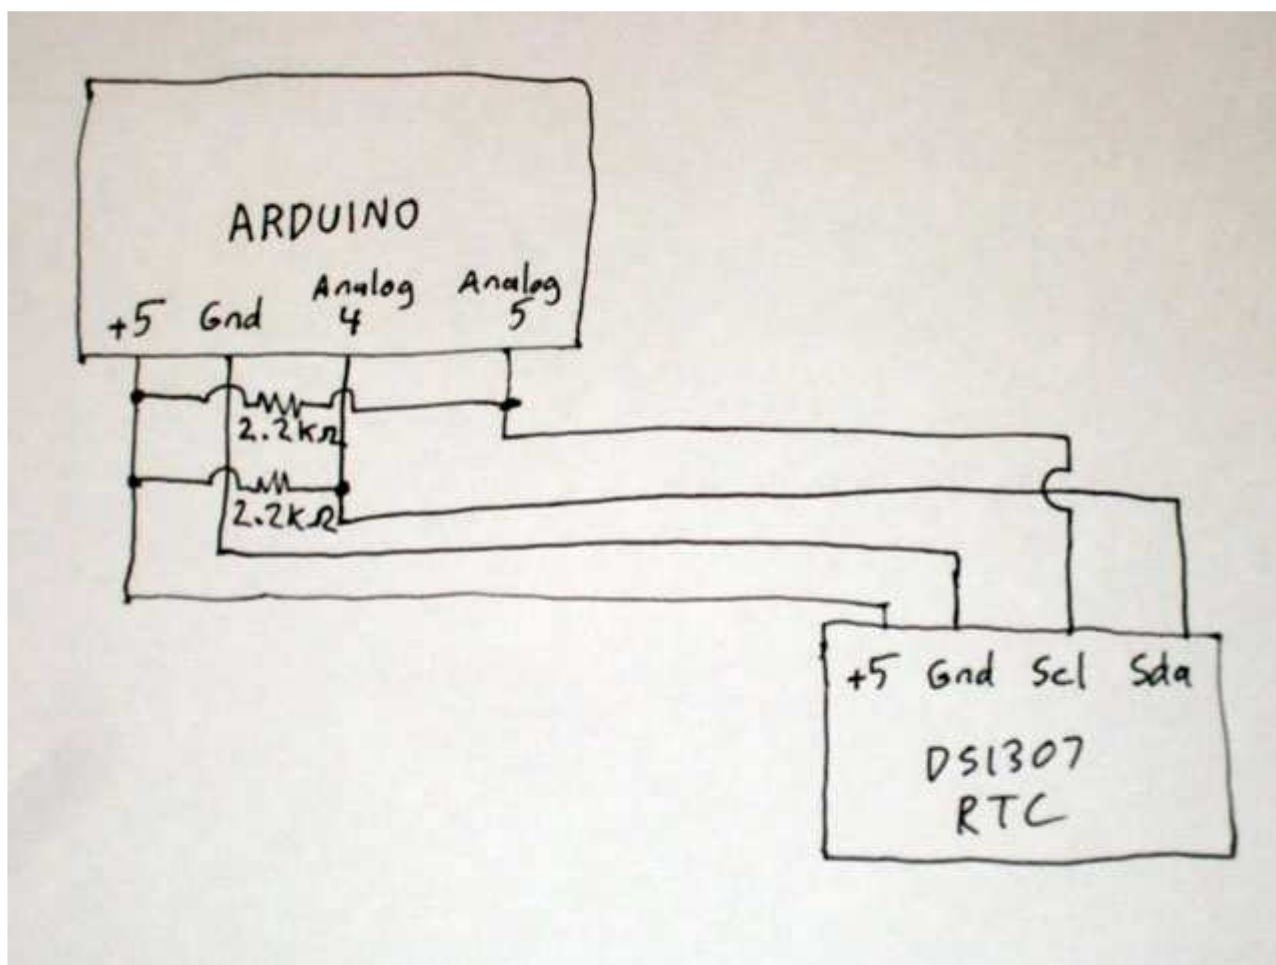 ARDUINO
+5 Gnd Analog 4 Analog 5
2.2KΩ
2.2KΩ
+5 Gnd Scl Sda
DS1307
RTC